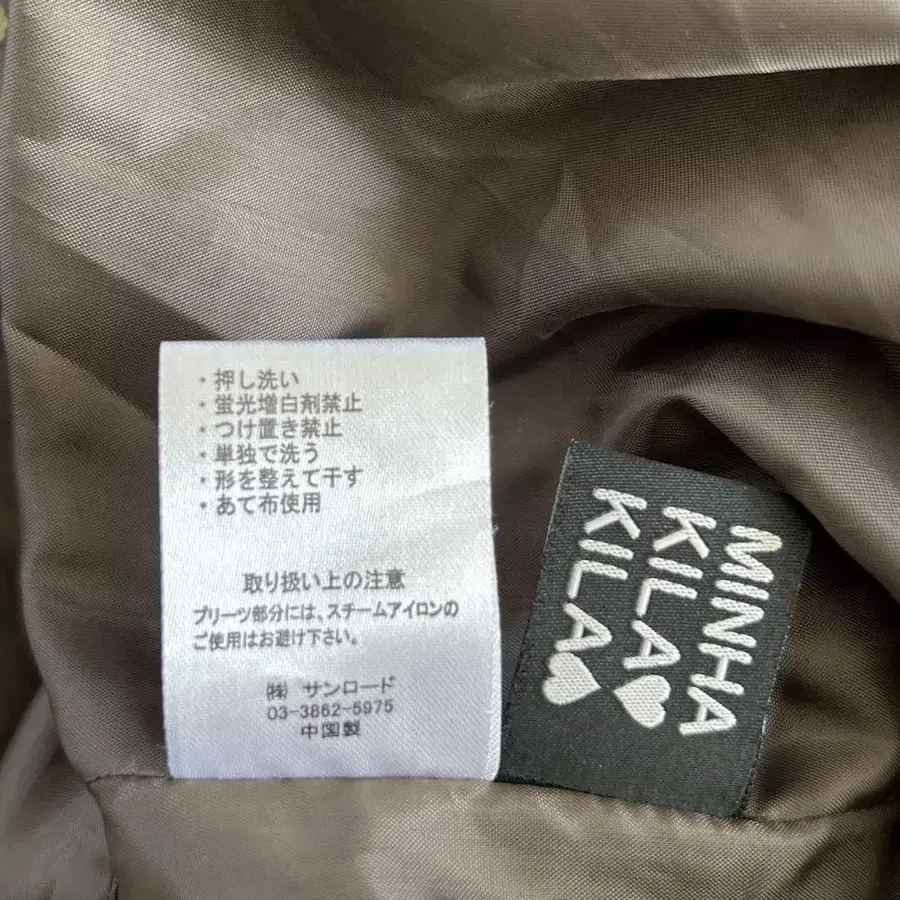 ・押し洗い
・蛍光増白剤禁止
・つけ置き禁止
・単独で洗う
・形を整えて干す
・あて布使用
取り扱い上の注意
プリーツ部分には、スチームアイロンの
ご使用はお避け下さい。
㈱ サンロード
03-3862-5975
中国製
MINHA
KILA♥
KILA♥